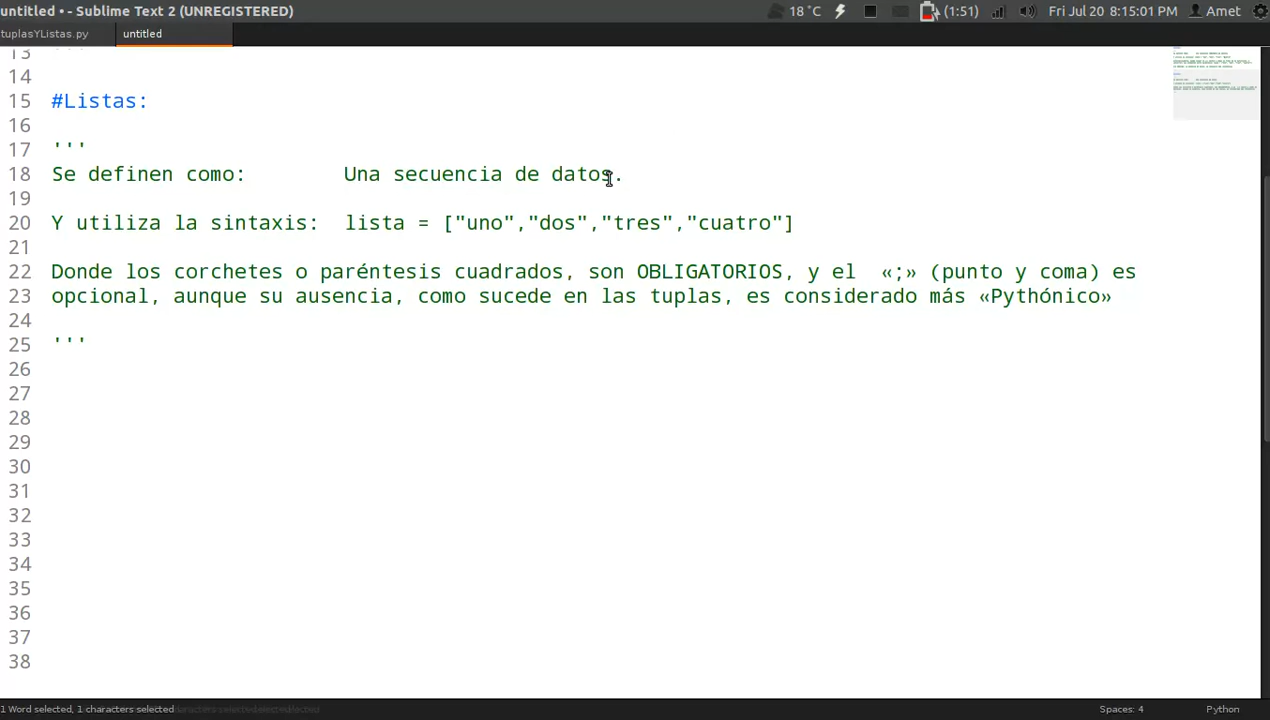 untitled • - Sublime Text 2 (UNREGISTERED)
18 °C (1:51) Fri Jul 20 8:15:01 PM Amet
tuplasYListas.py untitled
13 '''
14
15 #Listas:
16
17 '''
18 Se definen como: Una secuencia de datos.
19
20 Y utiliza la sintaxis: lista = ["uno","dos","tres","cuatro"]
21
22 Donde los corchetes o paréntesis cuadrados, son OBLIGATORIOS, y el «;» (punto y coma) es
23 opcional, aunque su ausencia, como sucede en las tuplas, es considerado más «Pythónico»
24
25 '''
26
27
28
29
30
31
32
33
34
35
36
37
38
1 Word selected, 1 characters selected
Spaces: 4 Python